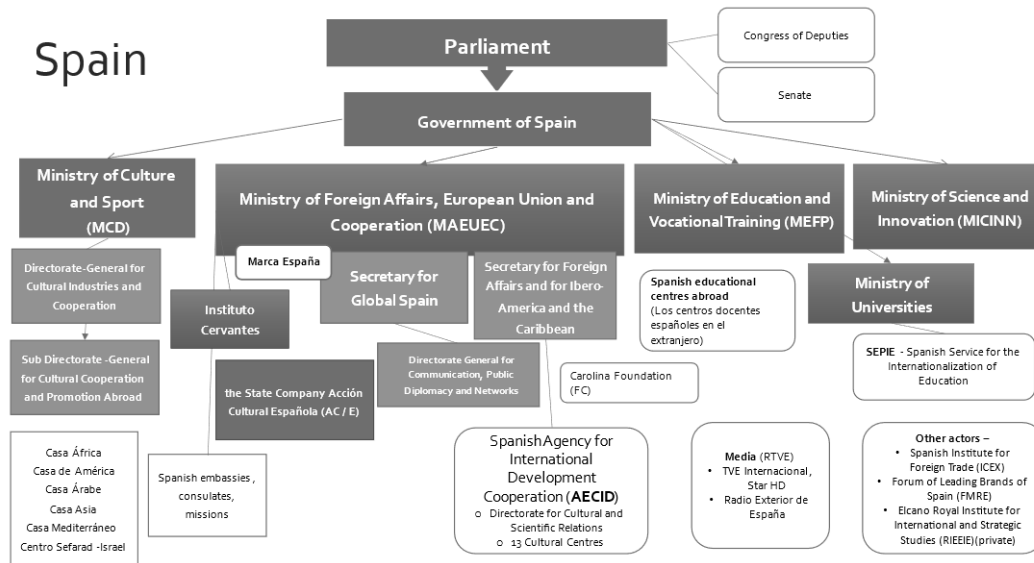 Spain
Parliament
Congress of Deputies
Senate
Government of Spain
Ministry of Culture
and Sport
(MCD)
Ministry of Foreign Affairs, European Union and
Cooperation (MAEUEC)
Ministry of Education and
Vocational Training (MEFP)
Ministry of Science and
Innovation (MICINN)
Directorate-General for
Cultural Industries and
Cooperation
Marca España
Secretary for
Global Spain
Secretary for Foreign
Affairs and for Ibero-
America and the
Caribbean
Spanish educational
centres abroad
(Los centros docentes
españoles en el
extranjero)
Ministry of
Universities
Instituto
Cervantes
Sub Directorate -General
for Cultural Cooperation
and Promotion Abroad
the State Company Acción
Cultural Española (AC / E)
Directorate General for
Communication, Public
Diplomacy and Networks
Carolina Foundation
(FC)
SEPIE - Spanish Service for the
Internationalization of
Education
Casa África
Casa de América
Casa Árabe
Casa Asia
Casa Mediterráneo
Centro Sefarad -Israel
Spanish embassies ,
consulates,
missions
Spanish Agency for
International
Development
Cooperation (AECID)
o Directorate for Cultural and
Scientific Relations
o 13 Cultural Centres
Media (RTVE)
• TVE Internacional,
Star HD
• Radio Exterior de
España
Other actors –
• Spanish Institute for
Foreign Trade (ICEX)
• Forum of Leading Brands of
Spain (FMRE)
• Elcano Royal Institute for
International and Strategic
Studies (RIEEIE)(private)